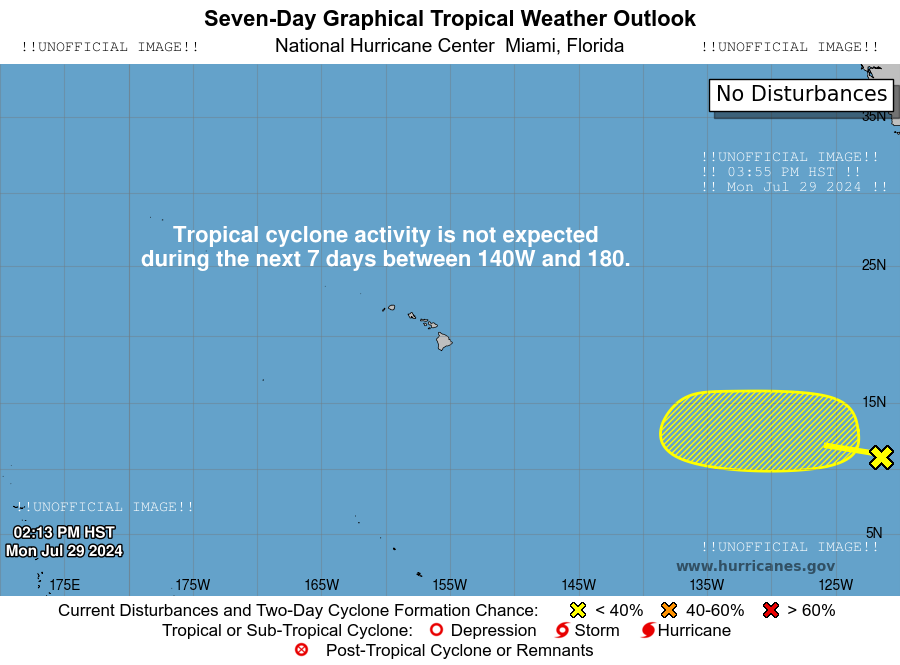 Seven-Day Graphical Tropical Weather Outlook
!!UNOFFICIAL IMAGE!! National Hurricane Center Miami, Florida !!UNOFFICIAL IMAGE!!
No Disturbances
35N
!!UNOFFICIAL IMAGE!!
!! 03:55 PM HST !!
!! Mon Jul 29 2024 !!
Tropical cyclone activity is not expected
during the next 7 days between 140W and 180.
25N
15N
!!UNOFFICIAL IMAGE!!
02:13 PM HST
Mon Jul 29 2024
5N
!!UNOFFICIAL IMAGE!!
www.hurricanes.gov
175E 175W 165W 155W 145W 135W 125W
Current Disturbances and Two-Day Cyclone Formation Chance: < 40% 40-60% > 60%
Tropical or Sub-Tropical Cyclone: Depression Storm Hurricane
Post-Tropical Cyclone or Remnants